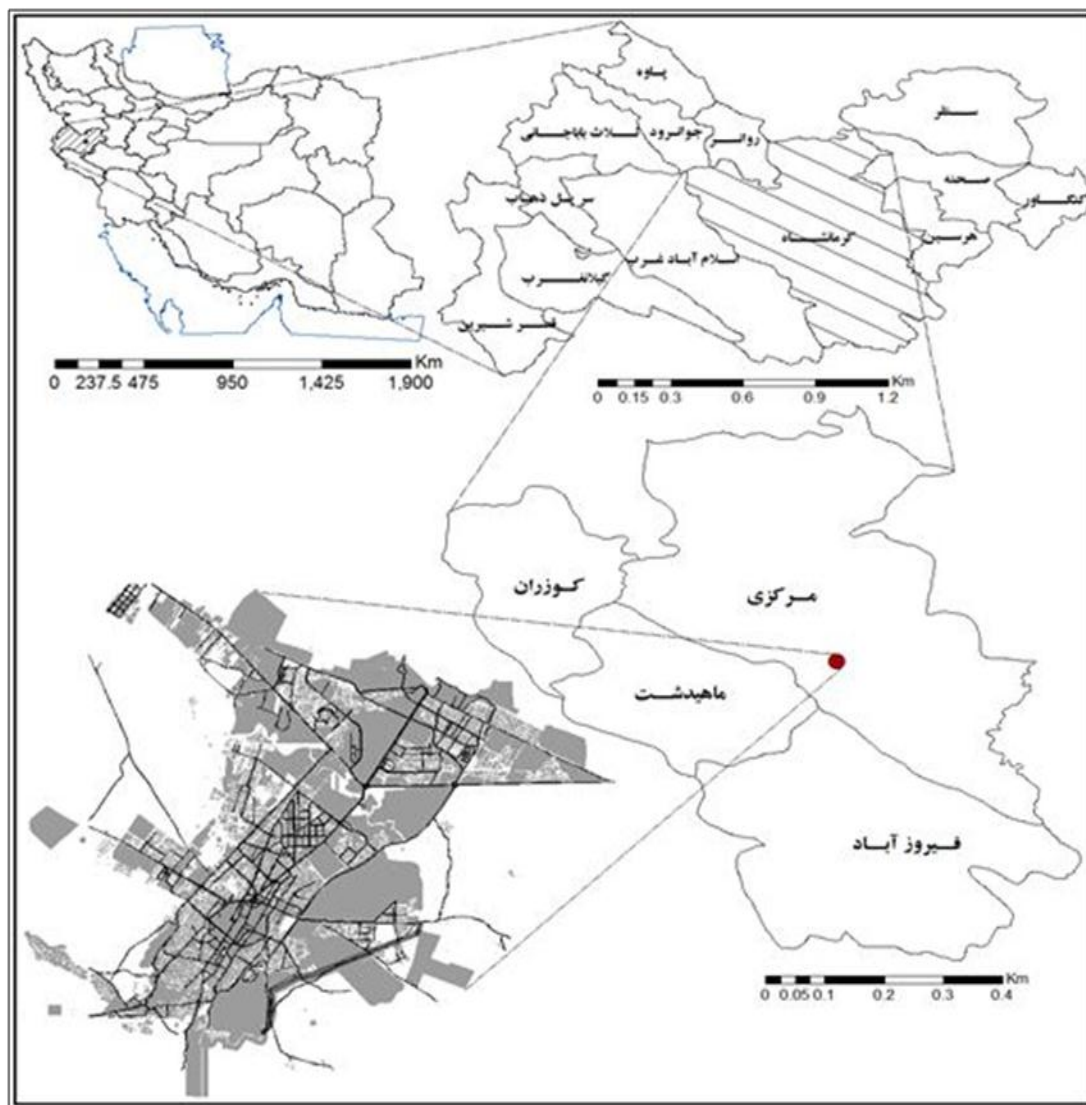 پاوه
سنقر
ثلاث باباجانی
جوانرود
روانسر
صحنه
کنگاور
سرپل ذهاب
کرمانشاه
هرسین
سلام آباد غرب
گیلانغرب
قصر شیرین
Km
0 237.5 475 950 1,425 1,900
Km
0 0.15 0.3 0.6 0.9 1.2
کوزران
مرکزی
ماهیدشت
فیروز آباد
Km
0 0.05 0.1 0.2 0.3 0.4